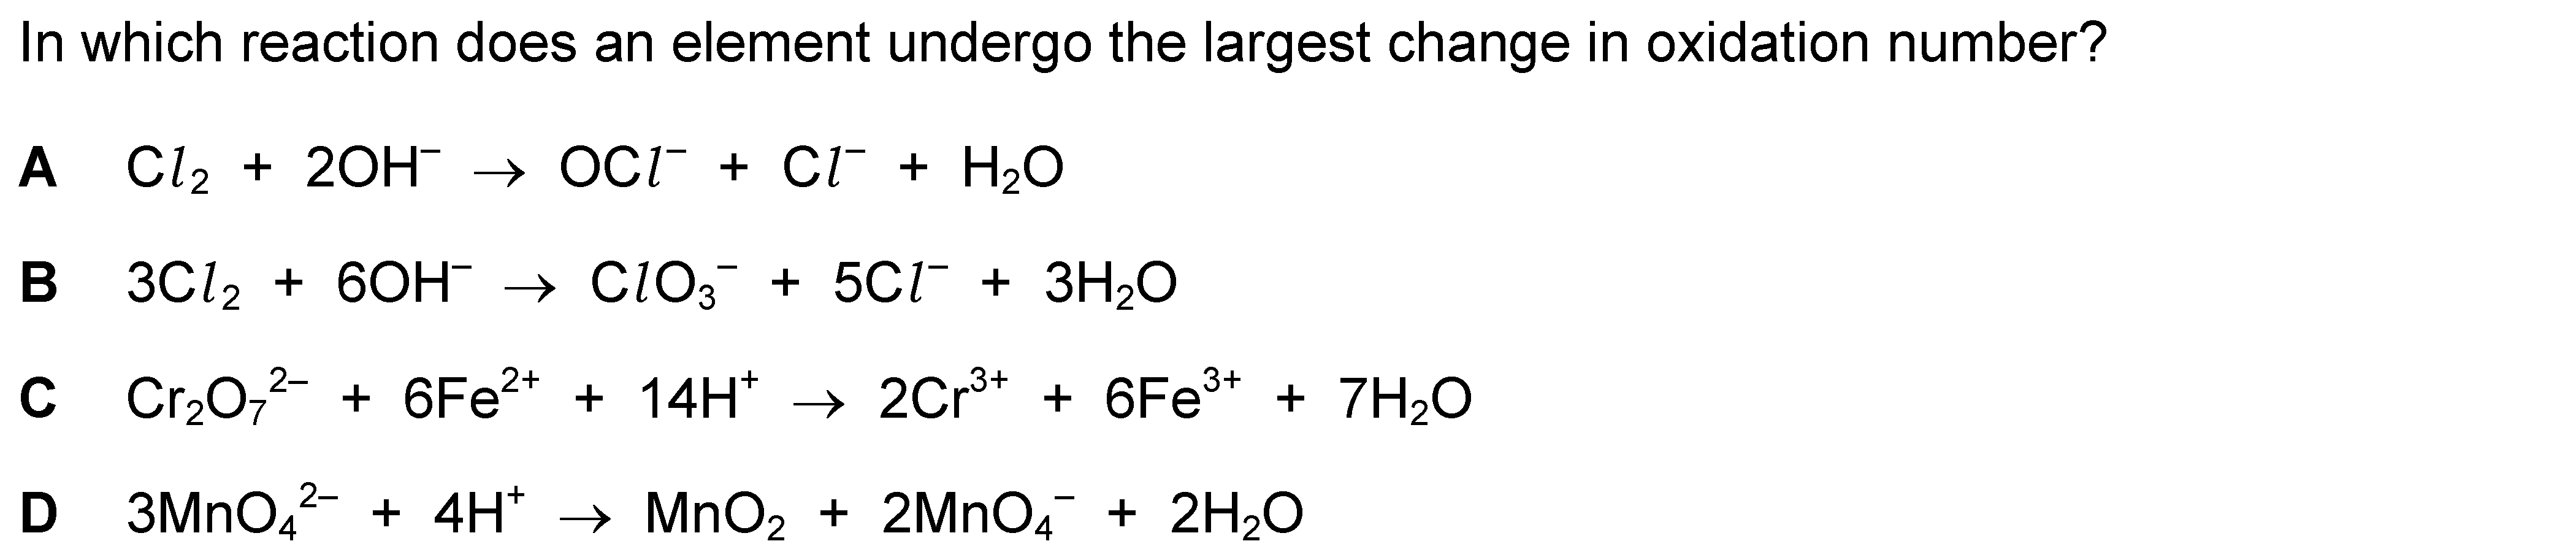 In which reaction does an element undergo the largest change in oxidation number?
A Cl₂ + 2OH⁻ → OCl⁻ + Cl⁻ + H₂O
B 3Cl₂ + 6OH⁻ → ClO₃⁻ + 5Cl⁻ + 3H₂O
C Cr₂O₇²⁻ + 6Fe²⁺ + 14H⁺ → 2Cr³⁺ + 6Fe³⁺ + 7H₂O
D 3MnO₄²⁻ + 4H⁺ → MnO₂ + 2MnO₄⁻ + 2H₂O